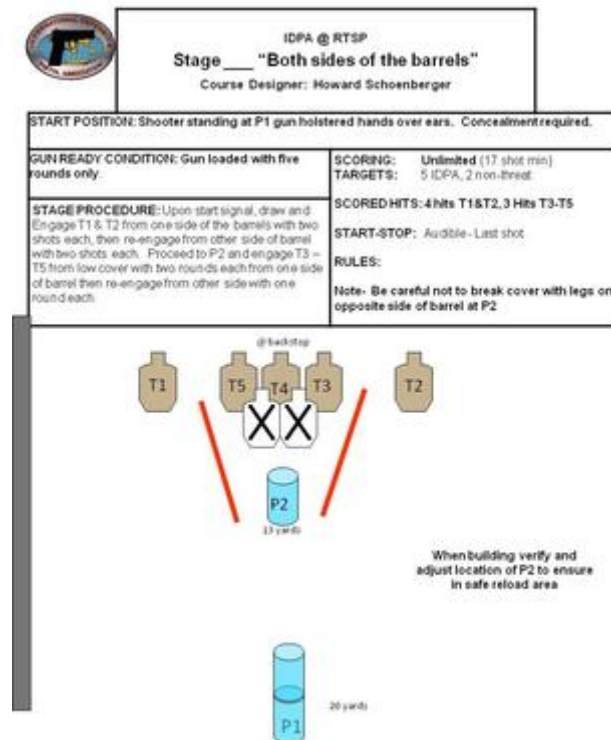 IDPA @ RTSP
Stage ___ "Both sides of the barrels"
Course Designer: Howard Schoenberger
START POSITION: Shooter standing at P1 gun holstered hands over ears. Concealment required.
GUN READY CONDITION: Gun loaded with five
rounds only.
STAGE PROCEDURE: Upon start signal, draw and
Engage T1 & T2 from one side of the barrels with two
shots each, then re-engage from other side of barrel
with two shots each. Proceed to P2 and engage T3 –
T5 from low cover with two rounds each from one side
of barrel then re-engage from other side with one
round each.
SCORING: Unlimited (17 shot min)
TARGETS: 5 IDPA, 2 non-threat
SCORED HITS: 4 hits T1&T2, 3 Hits T3-T5
START-STOP: Audible - Last shot
RULES:
Note- Be careful not to break cover with legs on
opposite side of barrel at P2
@ backstop
T1
T5
T4
T3
T2
X X
P2
13 yards
When building verify and
adjust location of P2 to ensure
in safe reload area
20 yards
P1